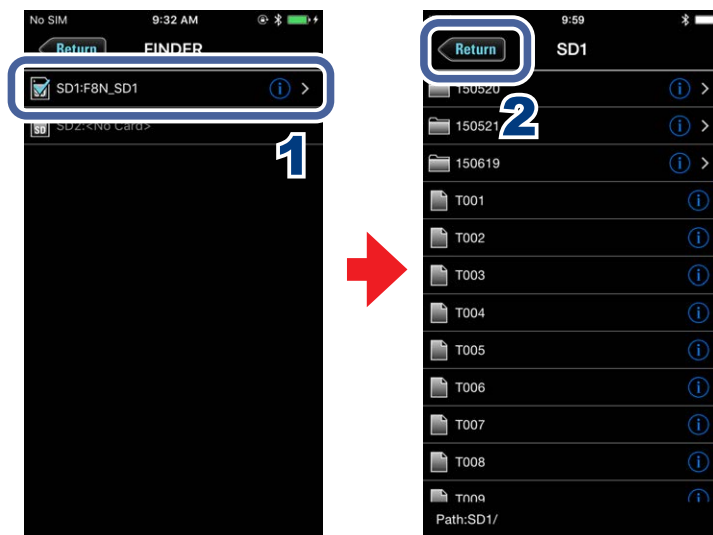 No SIM 9:32 AM
Return FINDER
SD1:F8N_SD1
SD2:<No Card>
SD
1
9:59
Return SD1
150520
150521
2
150619
T001
T002
T003
T004
T005
T006
T007
T008
T009
Path:SD1/